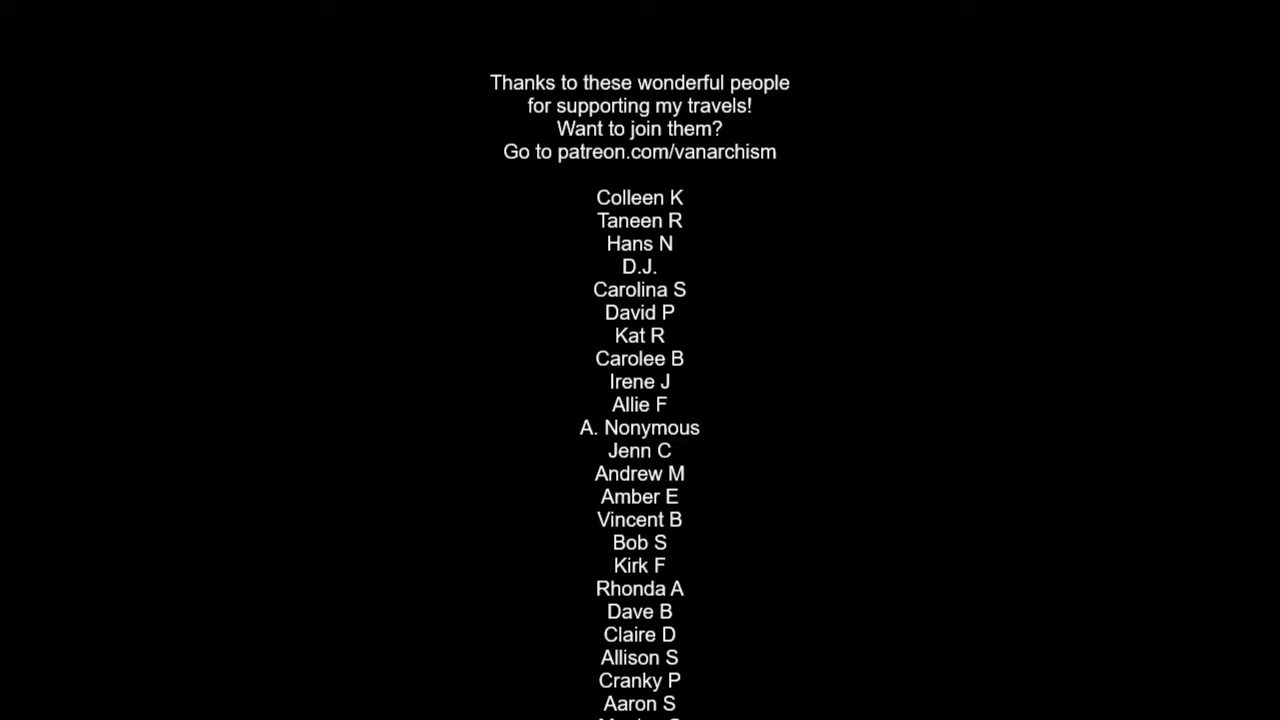 Thanks to these wonderful people
for supporting my travels!
Want to join them?
Go to patreon.com/vanarchism
Colleen K
Taneen R
Hans N
D.J.
Carolina S
David P
Kat R
Carolee B
Irene J
Allie F
A. Nonymous
Jenn C
Andrew M
Amber E
Vincent B
Bob S
Kirk F
Rhonda A
Dave B
Claire D
Allison S
Cranky P
Aaron S